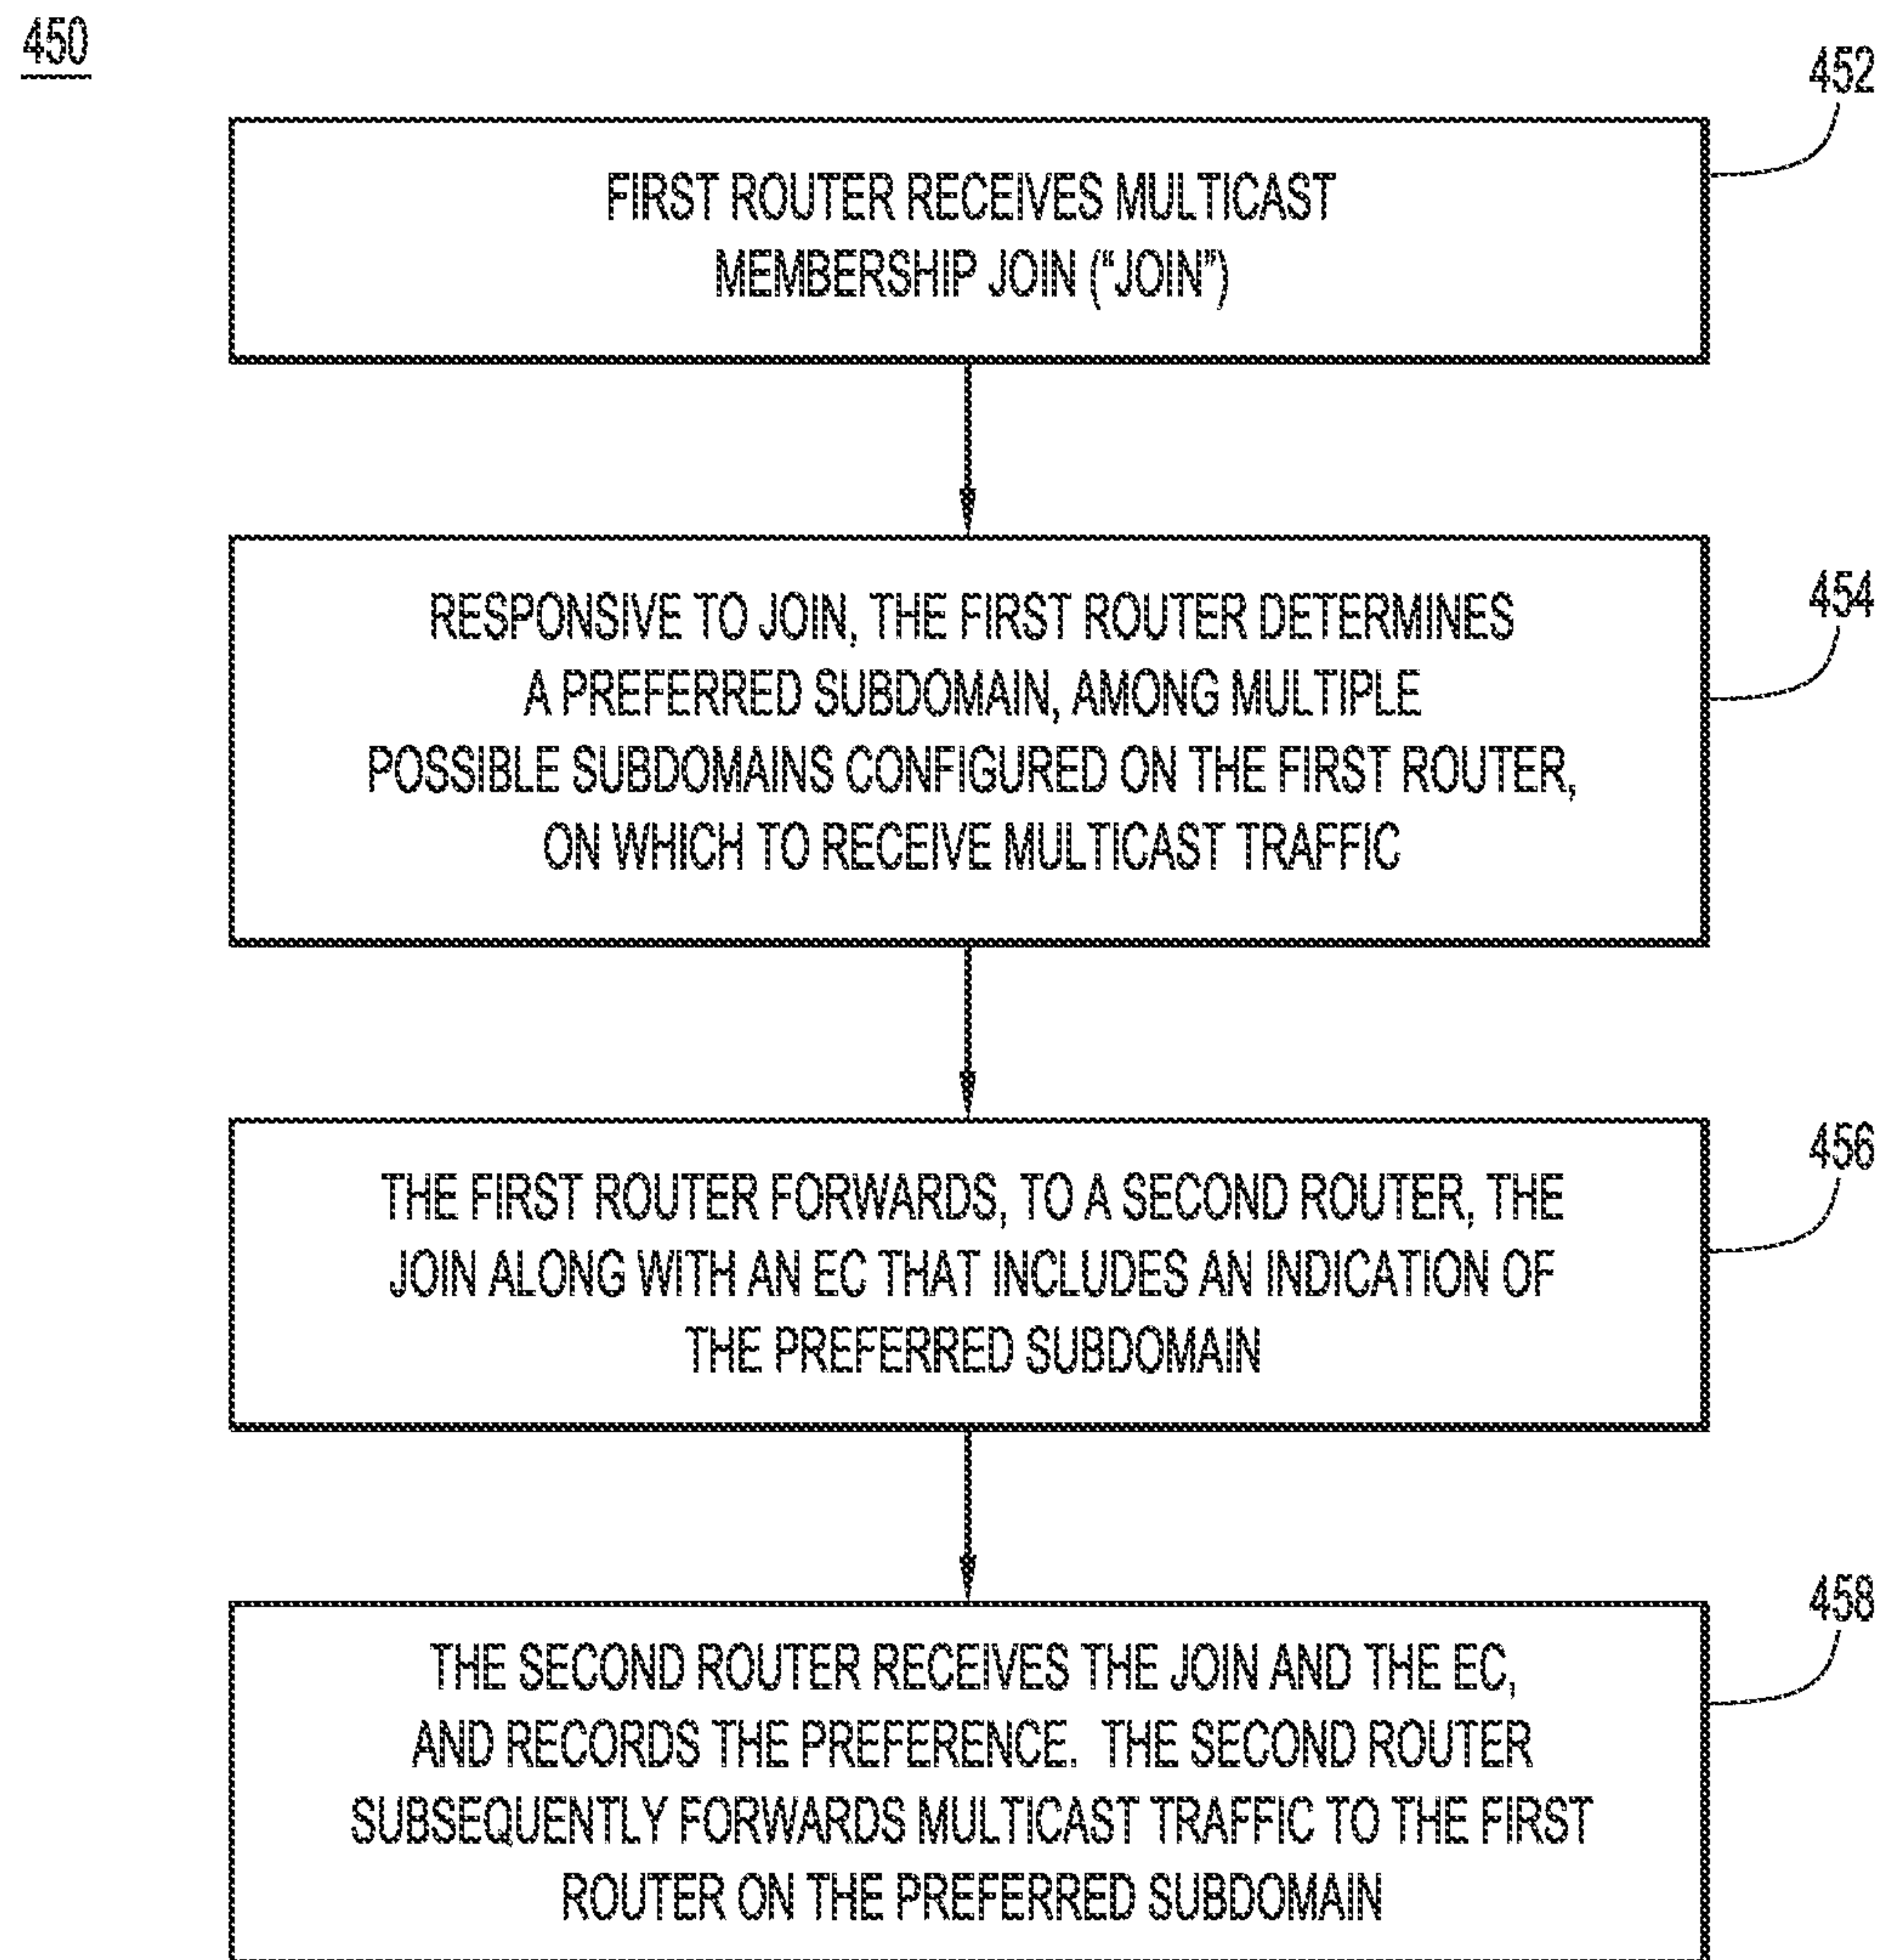 450
452
FIRST ROUTER RECEIVES MULTICAST
MEMBERSHIP JOIN (“JOIN”)
454
RESPONSIVE TO JOIN, THE FIRST ROUTER DETERMINES
A PREFERRED SUBDOMAIN, AMONG MULTIPLE
POSSIBLE SUBDOMAINS CONFIGURED ON THE FIRST ROUTER,
ON WHICH TO RECEIVE MULTICAST TRAFFIC
456
THE FIRST ROUTER FORWARDS, TO A SECOND ROUTER, THE
JOIN ALONG WITH AN EC THAT INCLUDES AN INDICATION OF
THE PREFERRED SUBDOMAIN
458
THE SECOND ROUTER RECEIVES THE JOIN AND THE EC,
AND RECORDS THE PREFERENCE. THE SECOND ROUTER
SUBSEQUENTLY FORWARDS MULTICAST TRAFFIC TO THE FIRST
ROUTER ON THE PREFERRED SUBDOMAIN